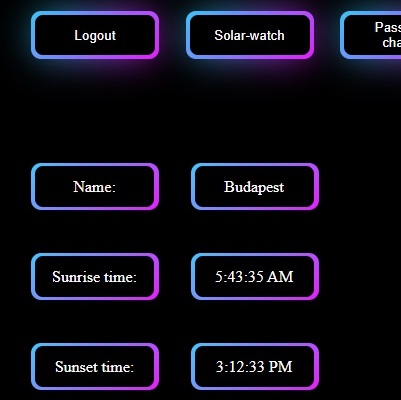 Logout
Solar-watch
Name:
Budapest
Sunrise time:
5:43:35 AM
Sunset time:
3:12:33 PM